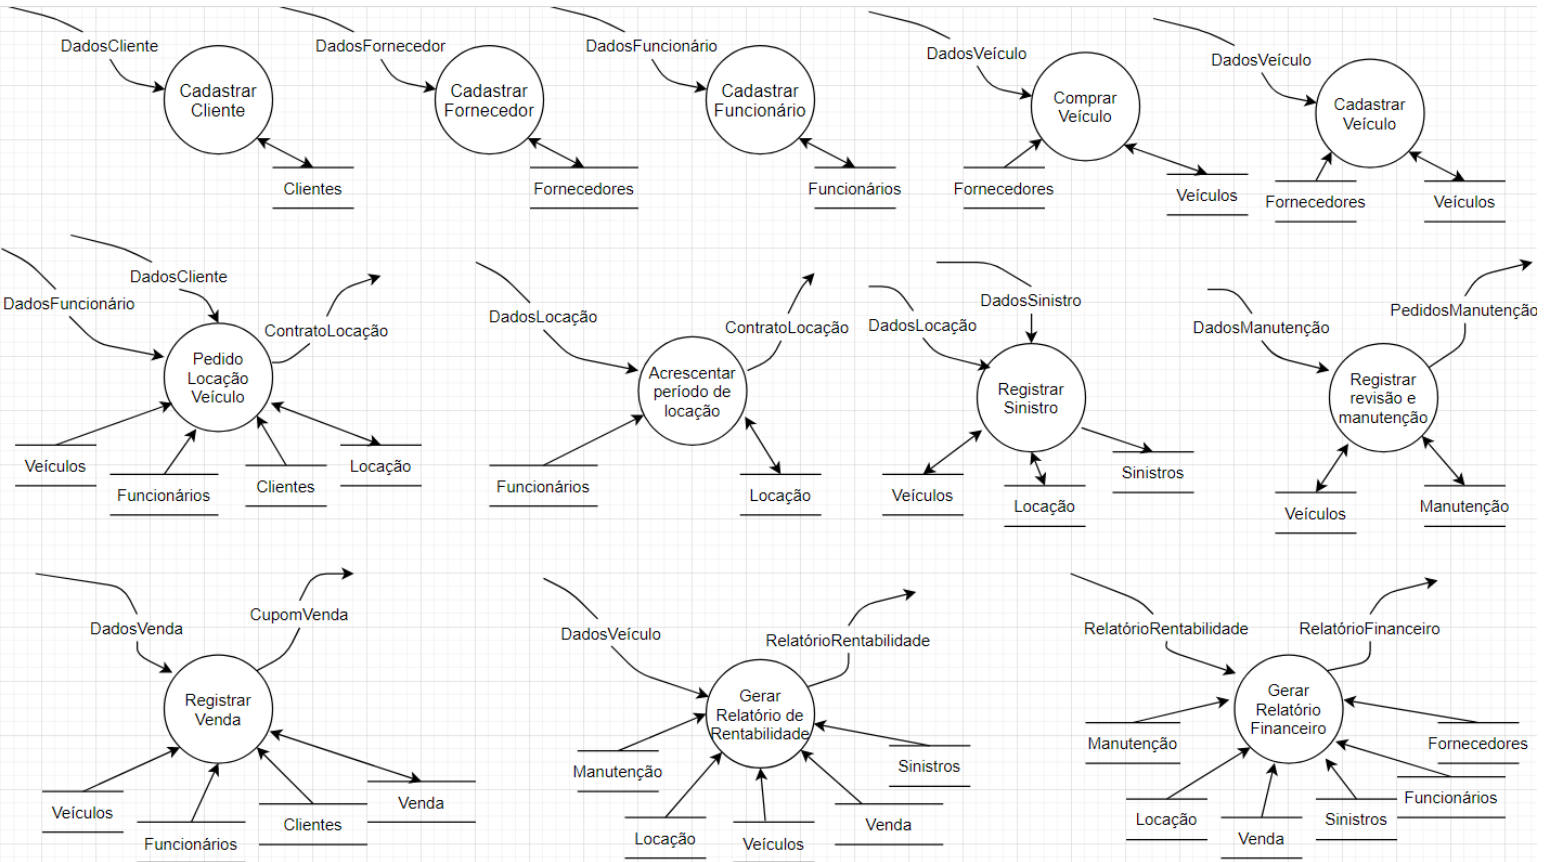 DadosCliente
Cadastrar
Cliente
Clientes
DadosFornecedor
Cadastrar
Fornecedor
Fornecedores
DadosFuncionário
Cadastrar
Funcionário
Funcionários
DadosVeículo
Comprar
Veículo
Fornecedores
Veículos
DadosVeículo
Cadastrar
Veículo
Fornecedores
Veículos
DadosCliente
DadosFuncionário
ContratoLocação
Pedido
Locação
Veículo
Veículos
Funcionários
Clientes
Locação
DadosLocação
ContratoLocação
Acrescentar
período de
locação
Funcionários
Locação
DadosSinistro
DadosLocação
Registrar
Sinistro
Veículos
Locação
Sinistros
DadosManutenção
PedidosManutenção
Registrar
revisão e
manutenção
Veículos
Manutenção
DadosVenda
CupomVenda
Registrar
Venda
Veículos
Funcionários
Clientes
Venda
DadosVeículo
RelatórioRentabilidade
Gerar
Relatório de
Rentabilidade
Manutenção
Locação
Veículos
Venda
Sinistros
RelatórioRentabilidade
RelatórioFinanceiro
Gerar
Relatório
Financeiro
Manutenção
Locação
Venda
Sinistros
Funcionários
Fornecedores